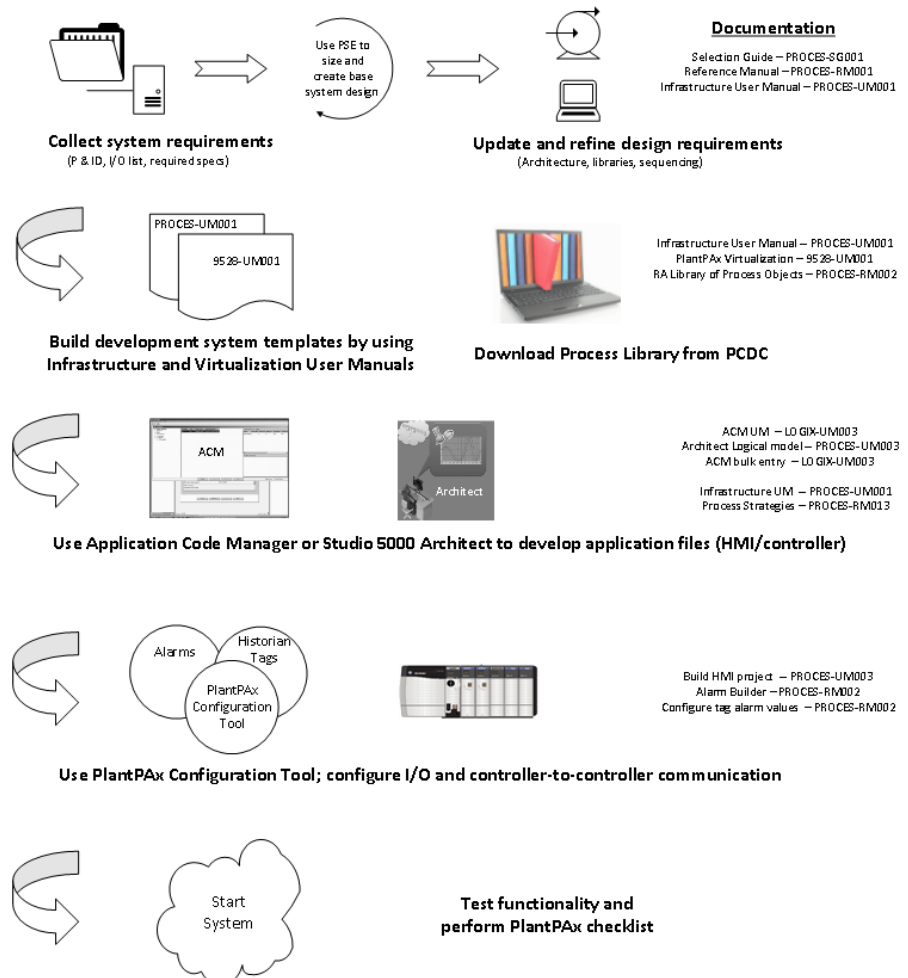 Documentation
Use PSE to
size and
create base
system design
Selection Guide – PROCES-SG001
Reference Manual – PROCES-RM001
Infrastructure User Manual – PROCES-UM001
Collect system requirements
(P & ID, I/O list, required specs)
Update and refine design requirements
(Architecture, libraries, sequencing)
PROCES-UM001
9528-UM001
Infrastructure User Manual – PROCES-UM001
PlantPAx Virtualization – 9528-UM001
RA Library of Process Objects – PROCES-RM002
Build development system templates by using
Infrastructure and Virtualization User Manuals
Download Process Library from PCDC
ACM
Architect
ACM UM – LOGIX-UM003
Architect Logical model – PROCES-UM003
ACM bulk entry – LOGIX-UM003
Infrastructure UM – PROCES-UM001
Process Strategies – PROCES-RM013
Use Application Code Manager or Studio 5000 Architect to develop application files (HMI/controller)
Alarms
Historian
Tags
PlantPAx
Configuration
Tool
Build HMI project – PROCES-UM003
Alarm Builder – PROCES-RM002
Configure tag alarm values – PROCES-RM002
Use PlantPAx Configuration Tool; configure I/O and controller-to-controller communication
Start
System
Test functionality and
perform PlantPAx checklist